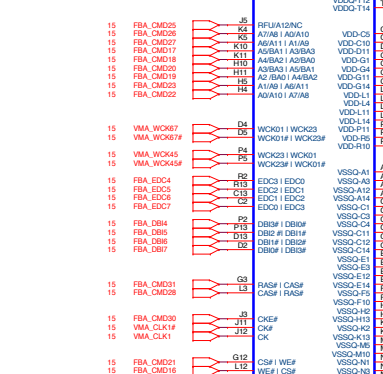 VDDQ-T12
VDDQ-T14
15 FBA_CMD25 J5 RFU/A12/NC
15 FBA_CMD26 K4 A7/A8 | A0/A10 VDD-C5
15 FBA_CMD27 K5 A6/A11 | A1/A9 VDD-C10
15 FBA_CMD17 K10 A5/BA1 | A3/BA3 VDD-D11
15 FBA_CMD18 K11 A4/BA2 | A2/BA0 VDD-G1
15 FBA_CMD20 H10 A3/BA3 | A5/BA1 VDD-G4
15 FBA_CMD19 H11 A2 /BA0 | A4/BA2 VDD-G11
15 FBA_CMD23 H5 A1/A9 | A6/A11 VDD-G14
15 FBA_CMD22 H4 A0/A10 | A7/A8 VDD-L1
VDD-L4
VDD-L11
VDD-L14
15 VMA_WCK67 D4 WCK01 | WCK23 VDD-P11
15 VMA_WCK67# D5 WCK01# | WCK23# VDD-R5
VDD-R10
15 VMA_WCK45 P4 WCK23 | WCK01
15 VMA_WCK45# P5 WCK23# | WCK01#
VSSQ-A1
15 FBA_EDC4 R2 EDC3 | EDC0 VSSQ-A3
15 FBA_EDC5 R13 EDC2 | EDC1 VSSQ-A12
15 FBA_EDC6 C13 EDC1 | EDC2 VSSQ-A14
15 FBA_EDC7 C2 EDC0 | EDC3 VSSQ-C1
VSSQ-C3
15 FBA_DBI4 P2 DBI3# | DBI0# VSSQ-C4
15 FBA_DBI5 P13 DBI2# | DBI1# VSSQ-C11
15 FBA_DBI6 D13 DBI1# | DBI2# VSSQ-C12
15 FBA_DBI7 D2 DBI0# | DBI3# VSSQ-C14
VSSQ-E1
VSSQ-E3
VSSQ-E12
15 FBA_CMD31 G3 RAS# | CAS# VSSQ-E14
15 FBA_CMD28 L3 CAS# | RAS# VSSQ-F5
VSSQ-F10
VSSQ-H2
15 FBA_CMD30 J3 CKE# VSSQ-H13
15 VMA_CLK1# J11 CK# VSSQ-K2
15 VMA_CLK1 J12 CK VSSQ-K13
VSSQ-M5
VSSQ-M10
15 FBA_CMD21 G12 CS# | WE# VSSQ-N1
15 FBA_CMD16 L12 WE# | CS# VSSQ-N3